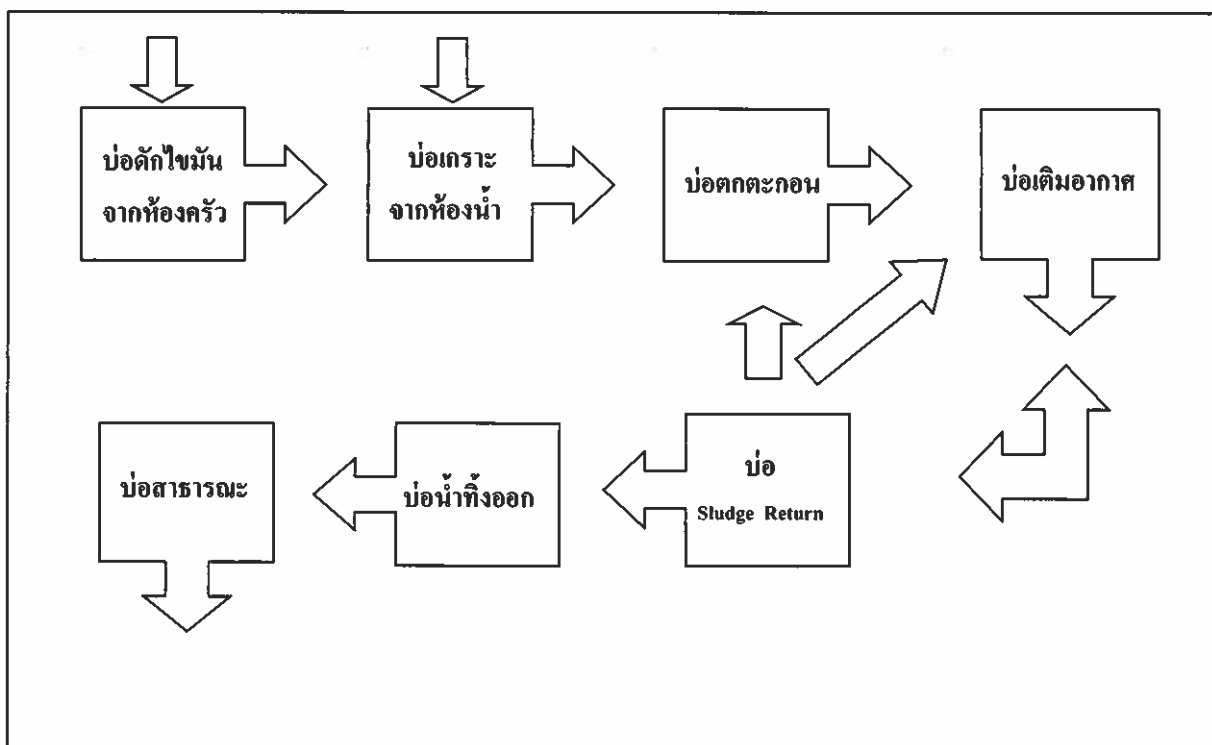 บ่อดักไขมัน
จากห้องครัว
บ่อเกราะ
จากห้องน้ำ
บ่อตกตะกอน
บ่อเติมอากาศ
บ่อสาธารณะ
บ่อน้ำทิ้งออก
บ่อ
Sludge Return